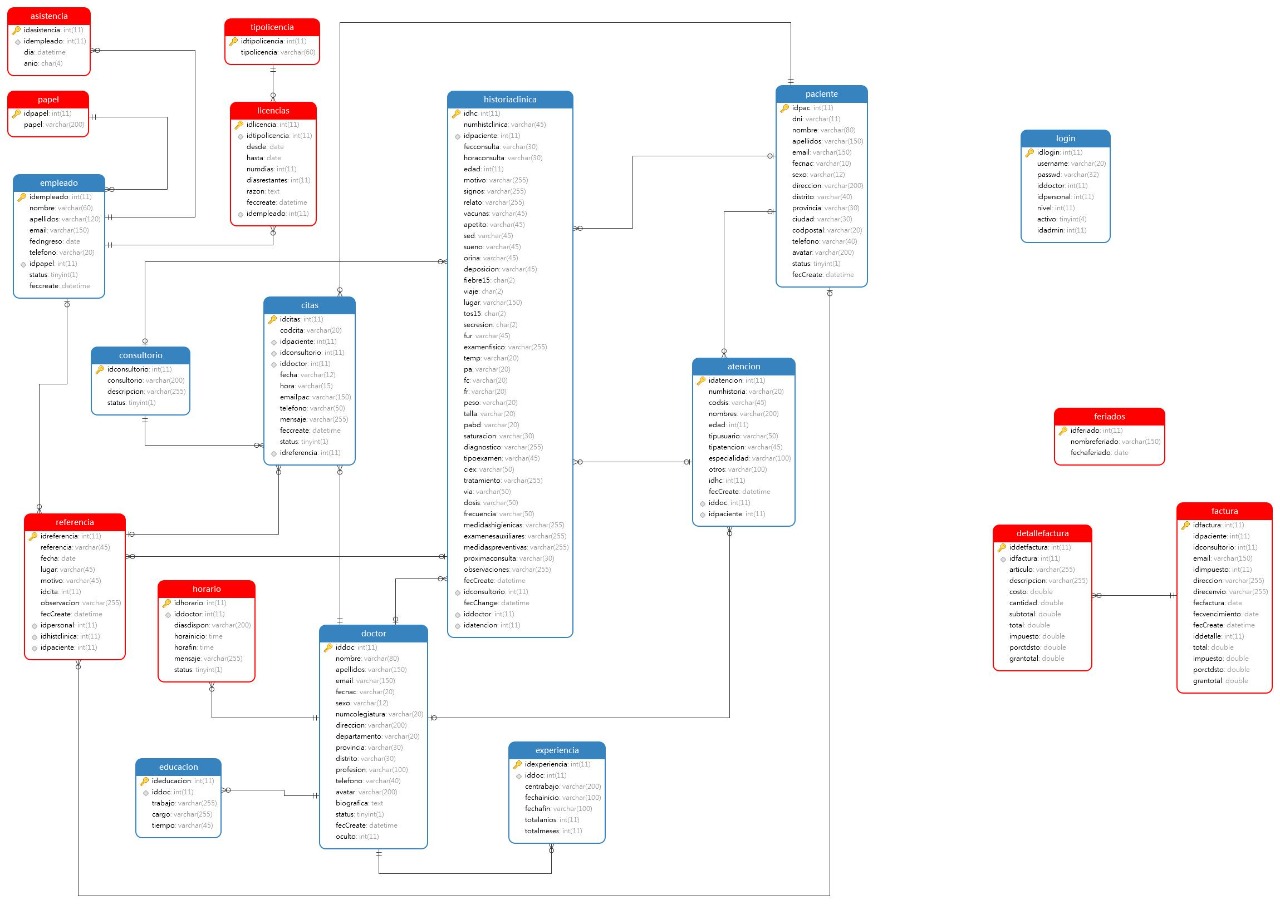 asistencia
idasistencia: int(11)
idempleado: int(11)
dia: datetime
anio: char(4)
papel
idpapel: int(11)
papel: varchar(200)
empleado
idempleado: int(11)
nombre: varchar(60)
apellidos: varchar(120)
email: varchar(150)
fecingreso: date
telefono: varchar(20)
idpapel: int(11)
status: tinyint(1)
feccreate: datetime
tipolicencia
idtipolicencia: int(11)
tipolicencia: varchar(60)
licencias
idlicencia: int(11)
idtipolicencia: int(11)
desde: date
hasta: date
numdias: int(11)
diasrestantes: int(11)
razon: text
feccreate: datetime
idempleado: int(11)
consultorio
idconsultorio: int(11)
consultorio: varchar(200)
descripcion: varchar(255)
status: tinyint(1)
citas
idcitas: int(11)
codcita: varchar(20)
idpaciente: int(11)
idconsultorio: int(11)
iddoctor: int(11)
fecha: varchar(12)
hora: varchar(15)
emailpac: varchar(150)
telefono: varchar(50)
mensaje: varchar(255)
feccreate: datetime
status: tinyint(1)
idreferencia: int(11)
historiaclinica
idhc: int(11)
numhistclinica: varchar(45)
idpaciente: int(11)
fecconsulta: varchar(30)
horaconsulta: varchar(30)
edad: int(11)
motivo: varchar(255)
signos: varchar(255)
relato: varchar(255)
vacunas: varchar(45)
apetito: varchar(45)
sed: varchar(45)
sueno: varchar(45)
orina: varchar(45)
deposicion: varchar(45)
fiebre15: char(2)
viaje: char(2)
lugar: varchar(150)
tos15: char(2)
secresion: char(2)
fur: varchar(45)
examenfisico: varchar(255)
temp: varchar(20)
pa: varchar(20)
fc: varchar(20)
fr: varchar(20)
peso: varchar(20)
talla: varchar(20)
pabd: varchar(20)
saturacion: varchar(30)
diagnostico: varchar(255)
tipoexamen: varchar(45)
ciex: varchar(50)
tratamiento: varchar(255)
via: varchar(50)
dosis: varchar(50)
frecuencia: varchar(50)
medidashigienicas: varchar(255)
examenesauxiliares: varchar(255)
medidaspreventivas: varchar(255)
proximaconsulta: varchar(30)
observaciones: varchar(255)
fecCreate: datetime
idconsultorio: int(11)
fecChange: datetime
iddoctor: int(11)
idatencion: int(11)
paciente
idpac: int(11)
dni: varchar(11)
nombre: varchar(80)
apellidos: varchar(150)
email: varchar(150)
fecnac: varchar(10)
sexo: varchar(12)
direccion: varchar(200)
distrito: varchar(40)
provincia: varchar(30)
ciudad: varchar(30)
codpostal: varchar(20)
telefono: varchar(40)
avatar: varchar(200)
status: tinyint(1)
fecCreate: datetime
login
idlogin: int(11)
username: varchar(20)
passwd: varchar(32)
iddoctor: int(11)
idpersonal: int(11)
nivel: int(11)
activo: tinyint(4)
idadmin: int(11)
atencion
idatencion: int(11)
numhistoria: varchar(20)
codsis: varchar(45)
nombres: varchar(200)
edad: int(11)
tipusuario: varchar(50)
tipatencion: varchar(45)
especialidad: varchar(100)
otros: varchar(100)
idhc: int(11)
fecCreate: datetime
iddoc: int(11)
idpaciente: int(11)
feriados
idferiado: int(11)
nombreferiado: varchar(150)
fechaferiado: date
referencia
idreferencia: int(11)
referencia: varchar(45)
fecha: date
lugar: varchar(45)
motivo: varchar(45)
idcita: int(11)
observacion: varchar(255)
fecCreate: datetime
idpersonal: int(11)
idhistclinica: int(11)
idpaciente: int(11)
horario
idhorario: int(11)
iddoctor: int(11)
diasdispon: varchar(200)
horainicio: time
horafin: time
mensaje: varchar(255)
status: tinyint(1)
doctor
iddoc: int(11)
nombre: varchar(80)
apellidos: varchar(150)
email: varchar(150)
fecnac: varchar(20)
sexo: varchar(12)
numcolegiatura: varchar(20)
direccion: varchar(200)
departamento: varchar(20)
provincia: varchar(30)
distrito: varchar(30)
profesion: varchar(100)
telefono: varchar(40)
avatar: varchar(200)
biografica: text
status: tinyint(1)
fecCreate: datetime
oculto: int(11)
educacion
ideducacion: int(11)
iddoc: int(11)
trabajo: varchar(255)
cargo: varchar(255)
tiempo: varchar(45)
experiencia
idexperiencia: int(11)
iddoc: int(11)
centrabajo: varchar(200)
fechainicio: varchar(100)
fechafin: varchar(100)
totalanios: int(11)
totalmeses: int(11)
detallefactura
iddetfactura: int(11)
idfactura: int(11)
articulo: varchar(255)
descripcion: varchar(255)
costo: double
cantidad: double
subtotal: double
total: double
impuesto: double
porctdsto: double
grantotal: double
factura
idfactura: int(11)
idpaciente: int(11)
idconsultorio: int(11)
email: varchar(150)
idimpuesto: int(11)
direccion: varchar(255)
direcenvio: varchar(255)
fecfactura: date
fecvencimiento: date
fecCreate: datetime
iddetalle: int(11)
total: double
impuesto: double
porctdsto: double
grantotal: double